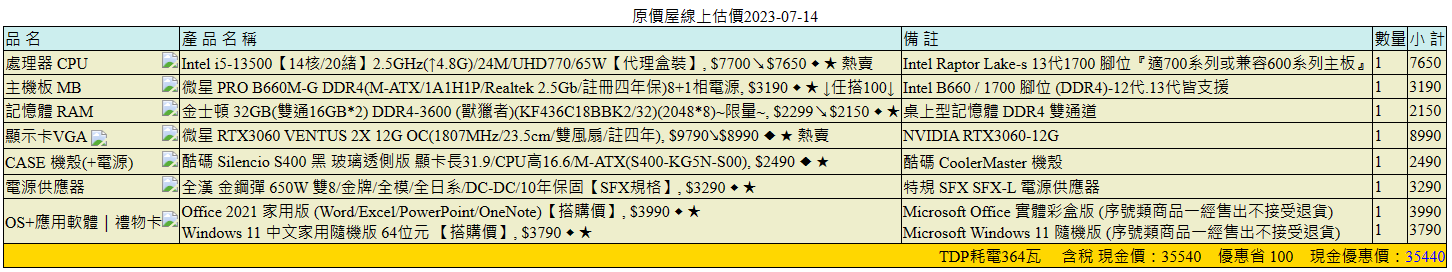 原價屋線上估價2023-07-14
品 名 產 品 名 稱 備 註 數量 小 計
處理器 CPU Intel i5-13500【14核/20緒】2.5GHz(↑4.8G)/24M/UHD770/65W【代理盒裝】, $7700↘$7650 ◆ ★ 熱賣 Intel Raptor Lake-s 13代1700 腳位『適700系列或兼容600系列主板』 1 7650
主機板 MB 微星 PRO B660M-G DDR4(M-ATX/1A1H1P/Realtek 2.5Gb/註冊四年保)8+1相電源, $3190 ◆ ★ ↓任搭100↓ Intel B660 / 1700 腳位 (DDR4)-12代.13代皆支援 1 3190
記憶體 RAM 金士頓 32GB(雙通16GB*2) DDR4-3600 (獸獵者)(KF436C18BBK2/32)(2048*8)~限量~, $2299↘$2150 ◆ ★ 桌上型記憶體 DDR4 雙通道 1 2150
顯示卡VGA 微星 RTX3060 VENTUS 2X 12G OC(1807MHz/23.5cm/雙風扇/註四年), $9790↘$8990 ◆ ★ 熱賣 NVIDIA RTX3060-12G 1 8990
CASE 機殼(+電源) 酷碼 Silencio S400 黑 玻璃透側版 顯卡長31.9/CPU高16.6/M-ATX(S400-KG5N-S00), $2490 ◆ ★ 酷碼 CoolerMaster 機殼 1 2490
電源供應器 全漢 金鋼彈 650W 雙8/金牌/全模/全日系/DC-DC/10年保固【SFX規格】, $3290 ◆ ★ 特規 SFX SFX-L 電源供應器 1 3290
OS+應用軟體｜禮物卡 Office 2021 家用版 (Word/Excel/PowerPoint/OneNote)【搭購價】, $3990 ◆ ★ Microsoft Office 實體彩盒版 (序號類商品一經售出不接受退貨) 1 3990
Windows 11 中文家用隨機版 64位元 【搭購價】, $3790 ◆ ★ Microsoft Windows 11 隨機版 (序號類商品一經售出不接受退貨) 1 3790
TDP耗電364瓦 含稅 現金價：35540 優惠省 100 現金優惠價：35440